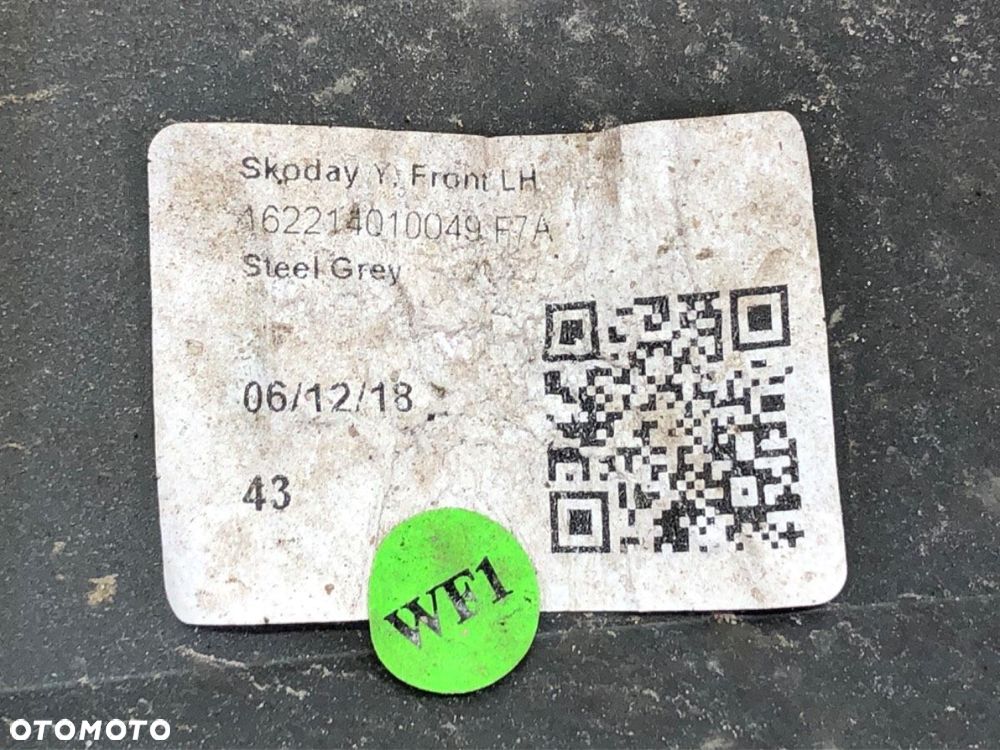 Skoday Y, Front LH
162214010049 F7A
Steel Grey
06/12/18
43
WF1
OTOMOTO